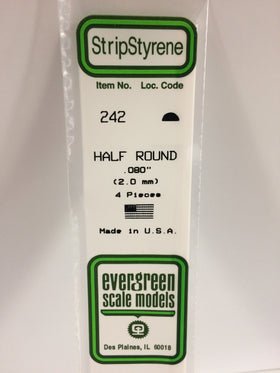 StripStyrene
Item No. Loc. Code
242
HALF ROUND
.080"
(2.0 mm)
4 Pieces
Made in U.S.A.
evergreen
scale models
Des Plaines, IL 60018